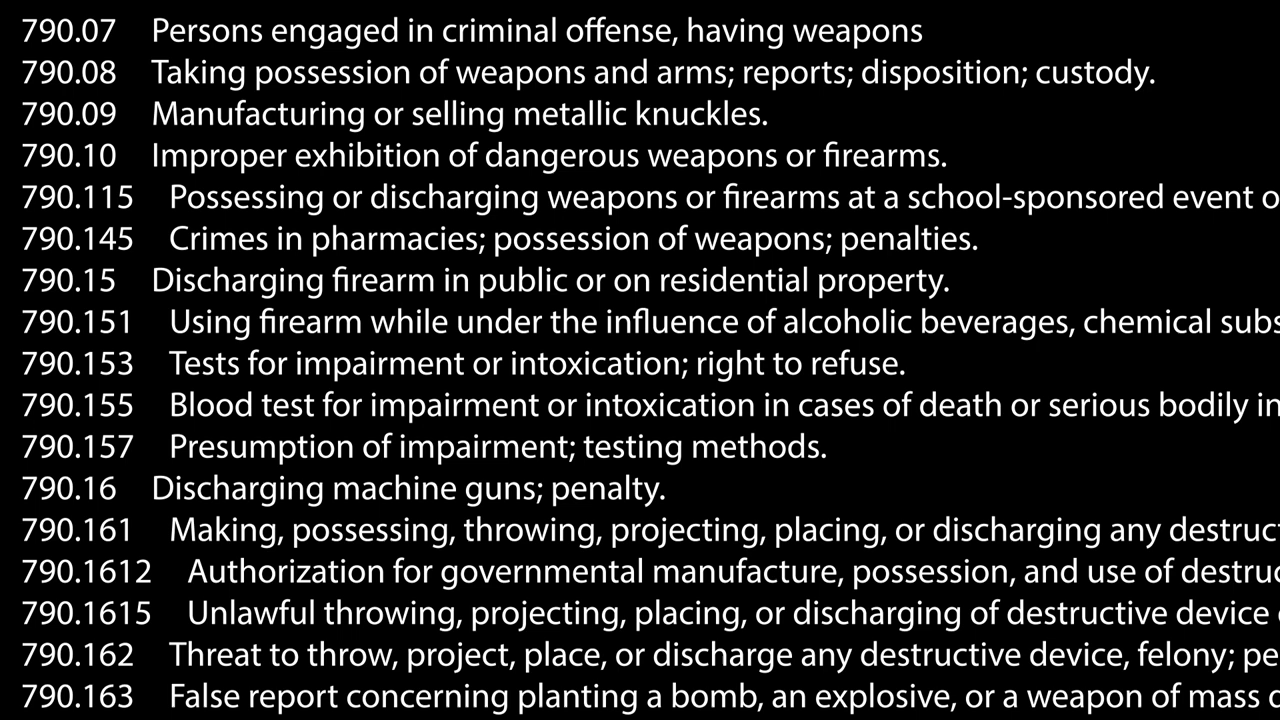 790.07 Persons engaged in criminal offense, having weapons
790.08 Taking possession of weapons and arms; reports; disposition; custody.
790.09 Manufacturing or selling metallic knuckles.
790.10 Improper exhibition of dangerous weapons or firearms.
790.115 Possessing or discharging weapons or firearms at a school-sponsored event
790.145 Crimes in pharmacies; possession of weapons; penalties.
790.15 Discharging firearm in public or on residential property.
790.151 Using firearm while under the influence of alcoholic beverages, chemical
790.153 Tests for impairment or intoxication; right to refuse.
790.155 Blood test for impairment or intoxication in cases of death or serious bodily
790.157 Presumption of impairment; testing methods.
790.16 Discharging machine guns; penalty.
790.161 Making, possessing, throwing, projecting, placing, or discharging any
790.1612 Authorization for governmental manufacture, possession, and use of
790.1615 Unlawful throwing, projecting, placing, or discharging of destructive device
790.162 Threat to throw, project, place, or discharge any destructive device, felony;
790.163 False report concerning planting a bomb, an explosive, or a weapon of mass